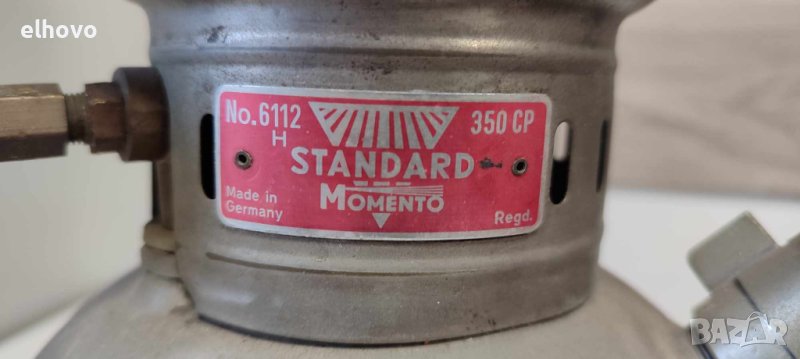 elhovo
No.6112 350 CP
H
STANDARD
MOMENTO
Made in
Germany
Regd.
BAZAR